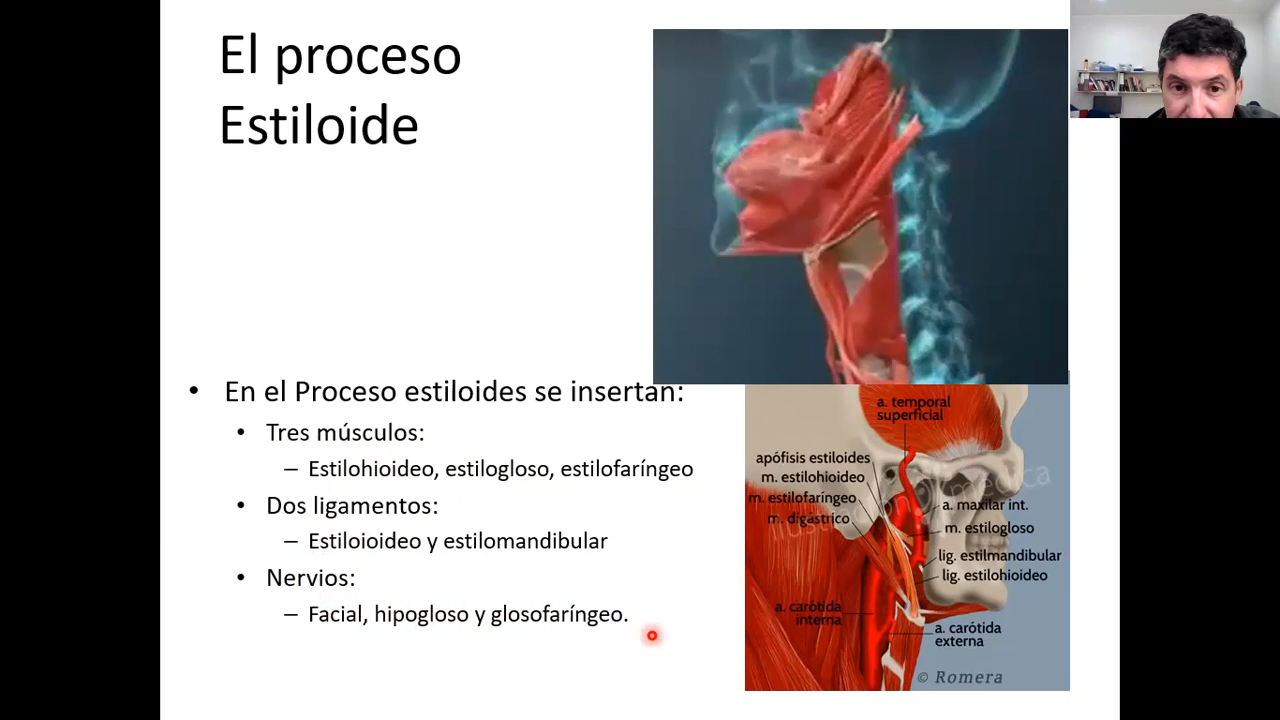 El proceso
Estiloide
• En el Proceso estiloides se insertan:
• Tres músculos:
– Estilohioideo, estilogloso, estilofaríngeo
• Dos ligamentos:
– Estiloioideo y estilomandibular
• Nervios:
– Facial, hipogloso y glosofaríngeo.
a. temporal
superficial
apófisis estiloides
m. estilohioideo
m. estilofaríngeo
m. digástrico
a. maxilar int.
m. estilogloso
lig. estilmandibular
lig. estilohioideo
a. carótida
interna
a. carótida
externa
© Romera